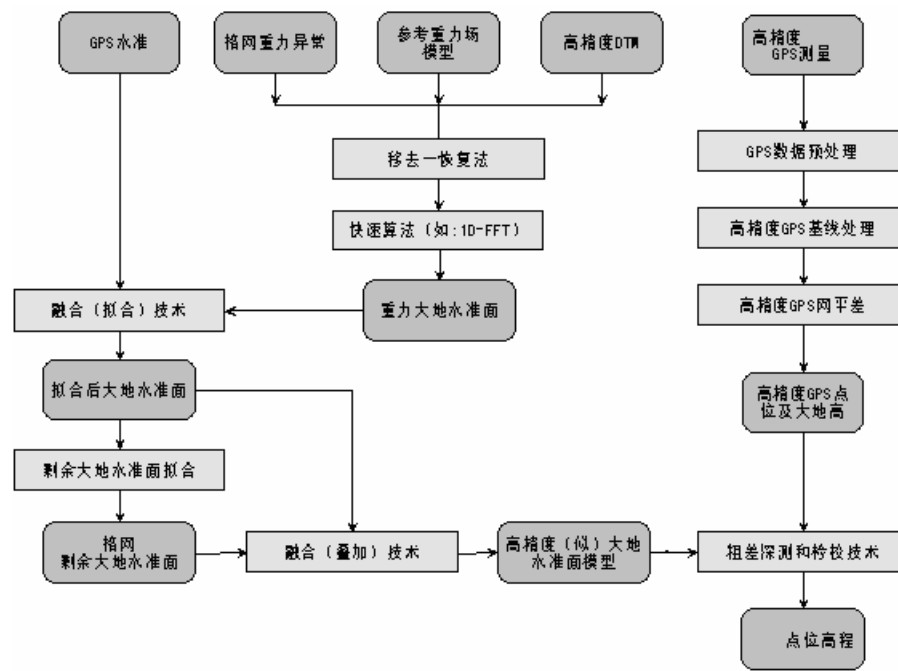 GPS水准
格网重力异常
参考重力场
模型
高精度DTM
高精度
GPS测量
移去一恢复法
GPS数据预处理
快速算法（如:1D-FFT）
高精度GPS基线处理
融合（拟合）技术
重力大地水准面
高精度GPS网平差
拟合后大地水准面
高精度GPS点
位及大地高
剩余大地水准面拟合
格网
剩余大地水准面
融合（叠加）技术
高精度（似）大地
水准面模型
粗差探测和检校技术
点位高程